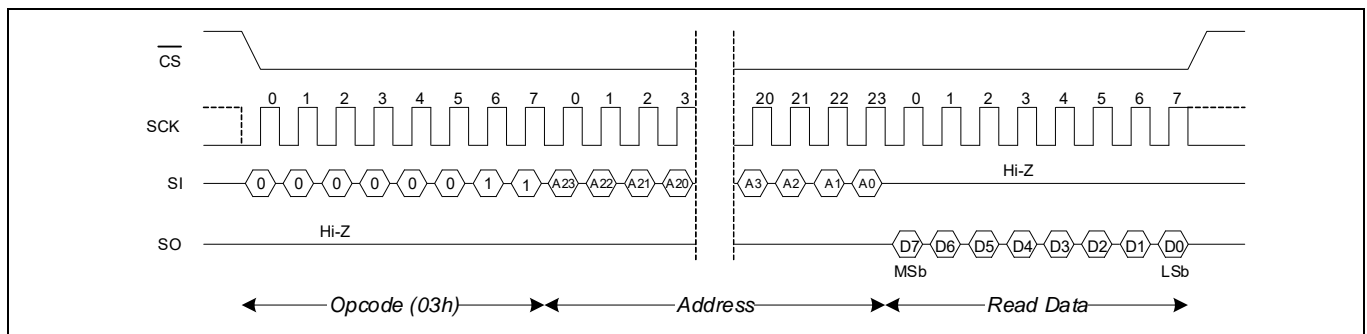 CS
0 1 2 3 4 5 6 7 0 1 2 3 20 21 22 23 0 1 2 3 4 5 6 7
SCK
SI 0 0 0 0 0 0 1 1 A23 A22 A21 A20 A3 A2 A1 A0 Hi-Z
SO Hi-Z D7 D6 D5 D4 D3 D2 D1 D0
MSb LSb
Opcode (03h) Address Read Data